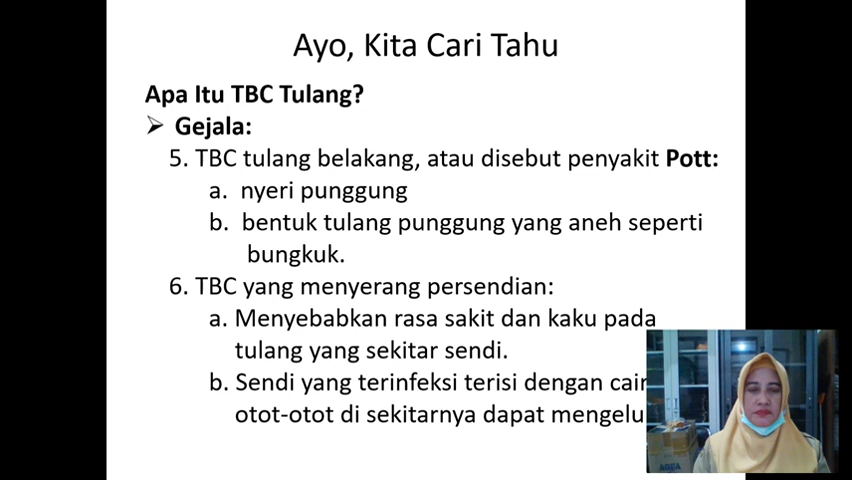 Ayo, Kita Cari Tahu
Apa Itu TBC Tulang?
➤ Gejala:
5. TBC tulang belakang, atau disebut penyakit Pott:
a. nyeri punggung
b. bentuk tulang punggung yang aneh seperti
bungkuk.
6. TBC yang menyerang persendian:
a. Menyebabkan rasa sakit dan kaku pada
tulang yang sekitar sendi.
b. Sendi yang terinfeksi terisi dengan
otot-otot di sekitarnya dapat